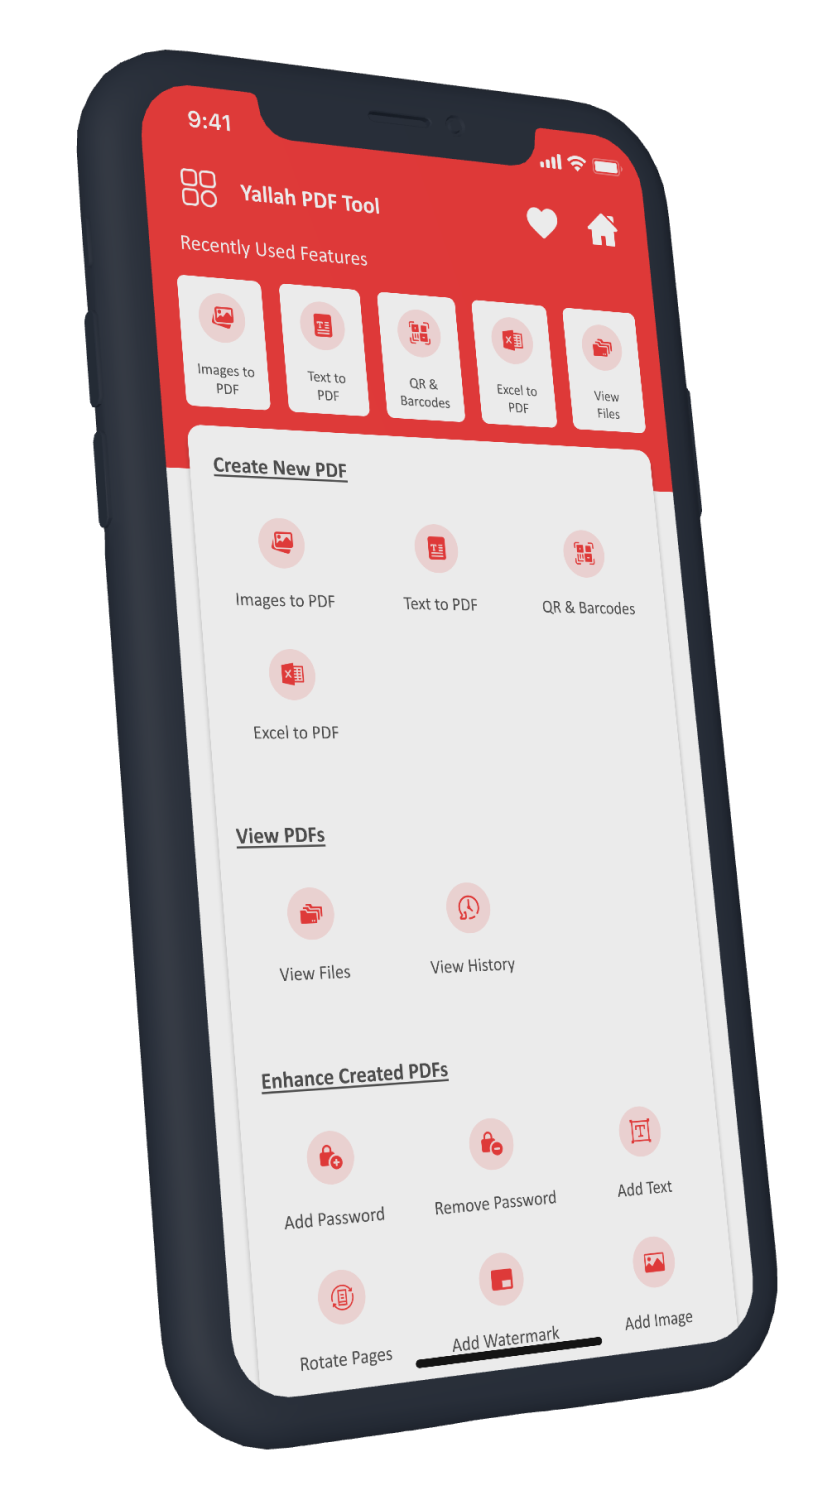 9:41
Yallah PDF Tool
Recently Used Features
Images to
PDF
Text to
PDF
QR &
Barcodes
Excel to
PDF
View
Files
Create New PDF
Images to PDF
Text to PDF
QR & Barcodes
Excel to PDF
View PDFs
View Files
View History
Enhance Created PDFs
Add Password
Remove Password
Add Text
Rotate Pages
Add Watermark
Add Image